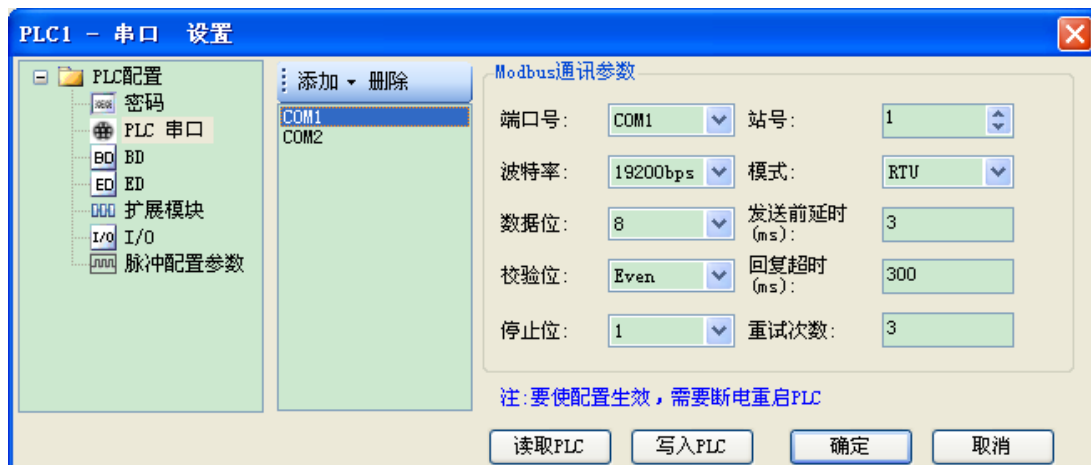 PLC1 - 串口 设置
PLC配置
密码
PLC 串口
BD BD
ED ED
扩展模块
I/O I/O
脉冲配置参数
添加 删除
COM1
COM2
Modbus通讯参数
端口号: COM1 站号: 1
波特率: 19200bps 模式: RTU
数据位: 8 发送前延时(ms): 3
校验位: Even 回复超时(ms): 300
停止位: 1 重试次数: 3
注:要使配置生效，需要断电重启PLC
读取PLC 写入PLC 确定 取消